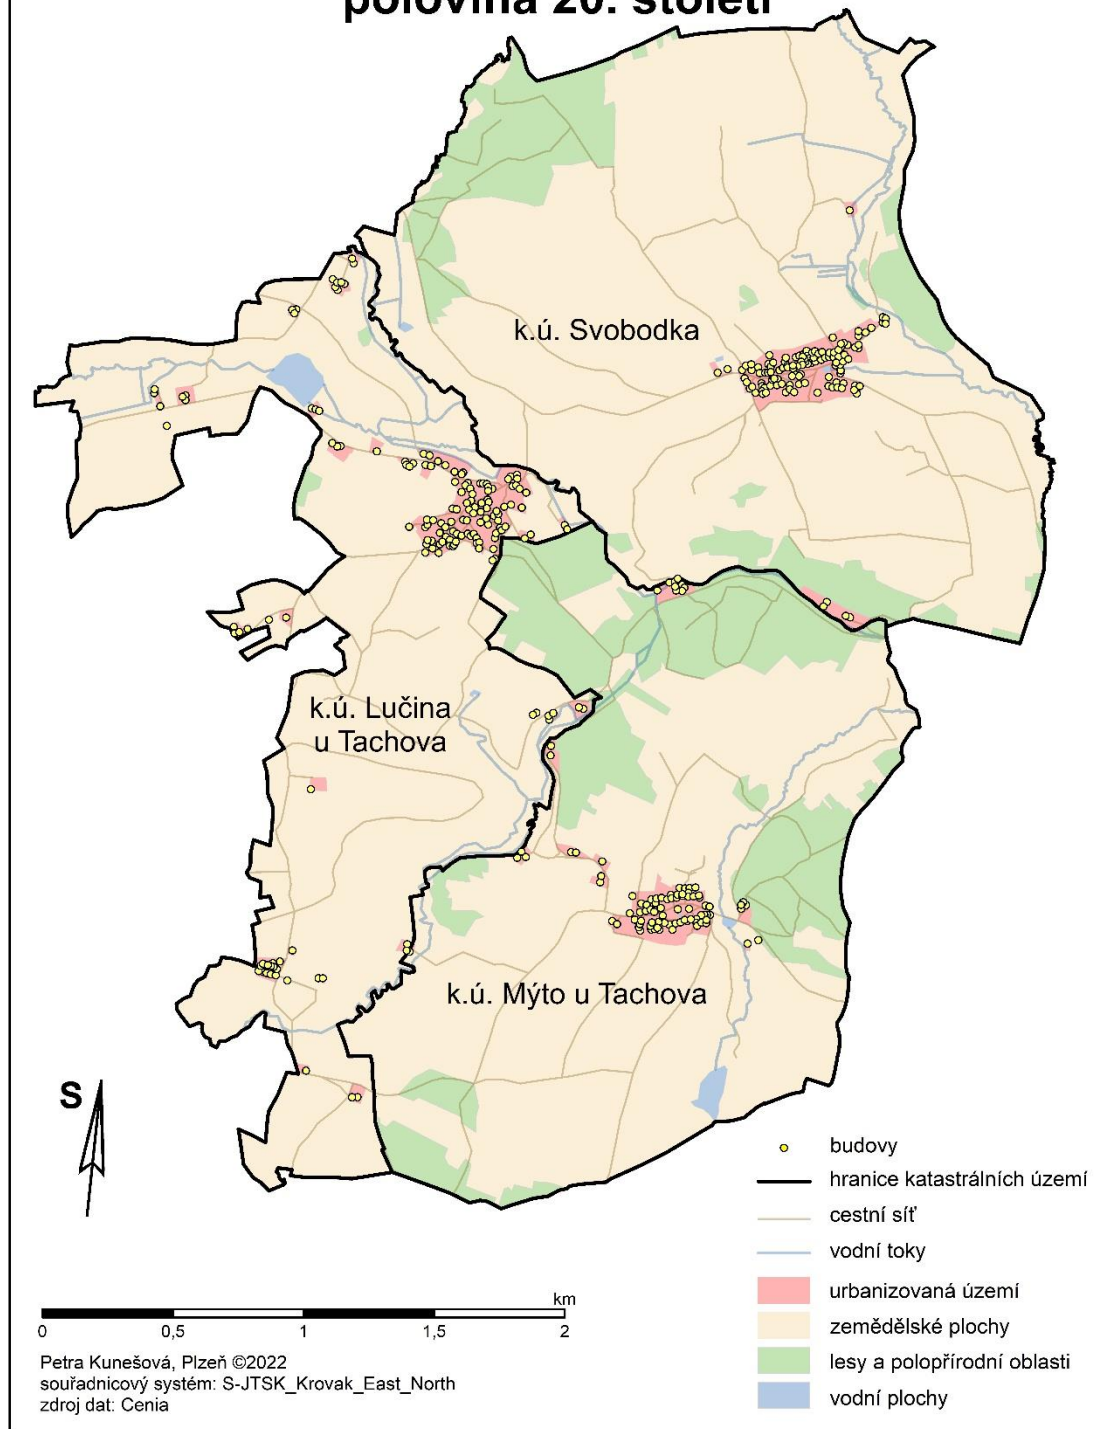 polovina 20. století
k.ú. Svobodka
k.ú. Lučina
u Tachova
k.ú. Mýto u Tachova
S
budovy
hranice katastrálních území
cestní síť
vodní toky
urbanizovaná území
zemědělské plochy
lesy a polopřírodní oblasti
vodní plochy
km
0 0,5 1 1,5 2
Petra Kunešová, Plzeň ©2022
souřadnicový systém: S-JTSK_Krovak_East_North
zdroj dat: Cenia